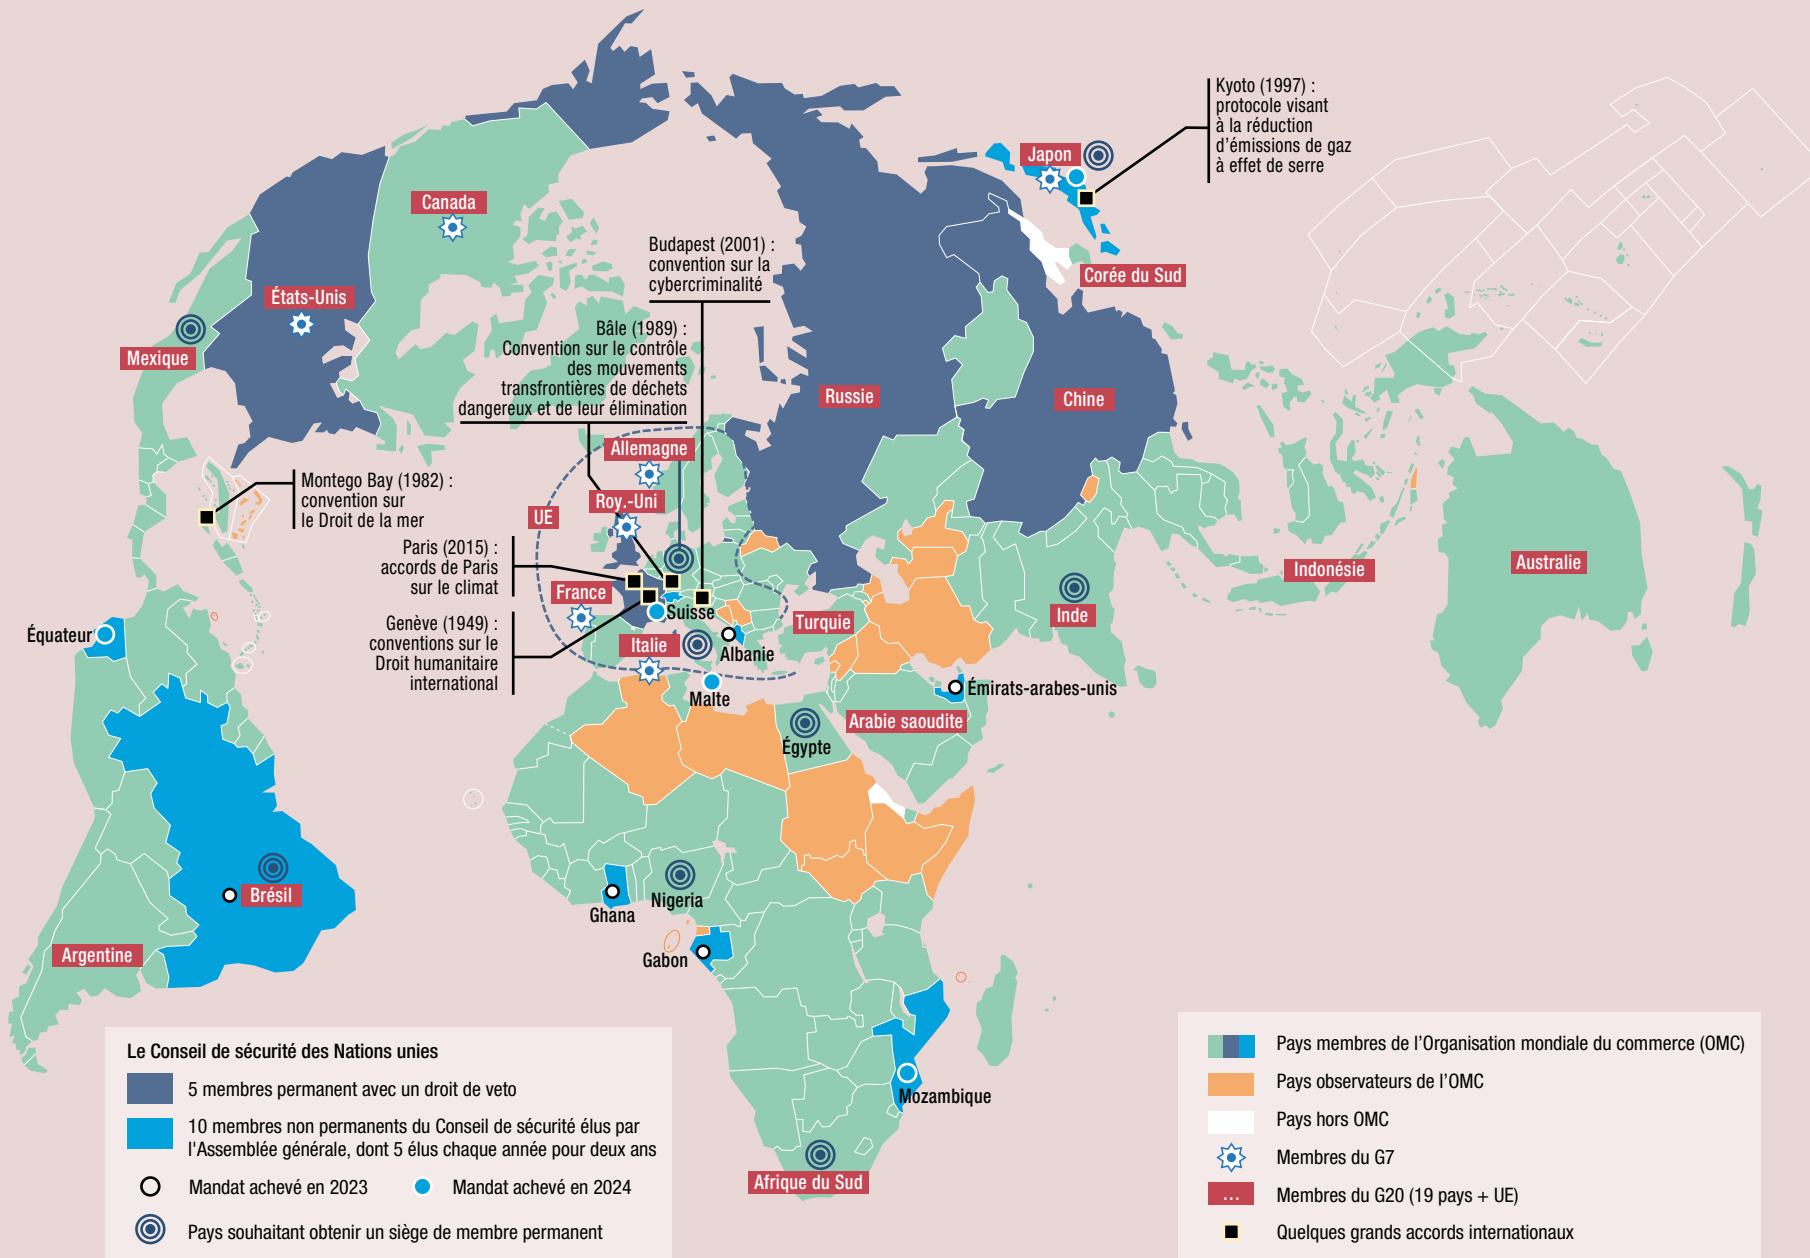 Kyoto (1997) :
protocole visant
à la réduction
d'émissions de gaz
à effet de serre
Japon
Canada
Corée du Sud
Budapest (2001) :
convention sur la
cybercriminalité
États-Unis
Mexique
Bâle (1989) :
Convention sur le contrôle
des mouvements
transfrontières de déchets
dangereux et de leur élimination
Russie
Chine
Allemagne
Roy.-Uni
UE
Montego Bay (1982) :
convention sur
le Droit de la mer
Paris (2015) :
accords de Paris
sur le climat
France
Suisse
Genève (1949) :
conventions sur le
Droit humanitaire
international
Italie
Albanie
Turquie
Malte
Inde
Indonésie
Australie
Équateur
Émirats-arabes-unis
Arabie saoudite
Égypte
Brésil
Ghana
Nigeria
Gabon
Argentine
Mozambique
Afrique du Sud
Le Conseil de sécurité des Nations unies
5 membres permanent avec un droit de veto
10 membres non permanents du Conseil de sécurité élus par
l'Assemblée générale, dont 5 élus chaque année pour deux ans
Mandat achevé en 2023
Mandat achevé en 2024
Pays souhaitant obtenir un siège de membre permanent
Pays membres de l'Organisation mondiale du commerce (OMC)
Pays observateurs de l'OMC
Pays hors OMC
Membres du G7
... Membres du G20 (19 pays + UE)
Quelques grands accords internationaux